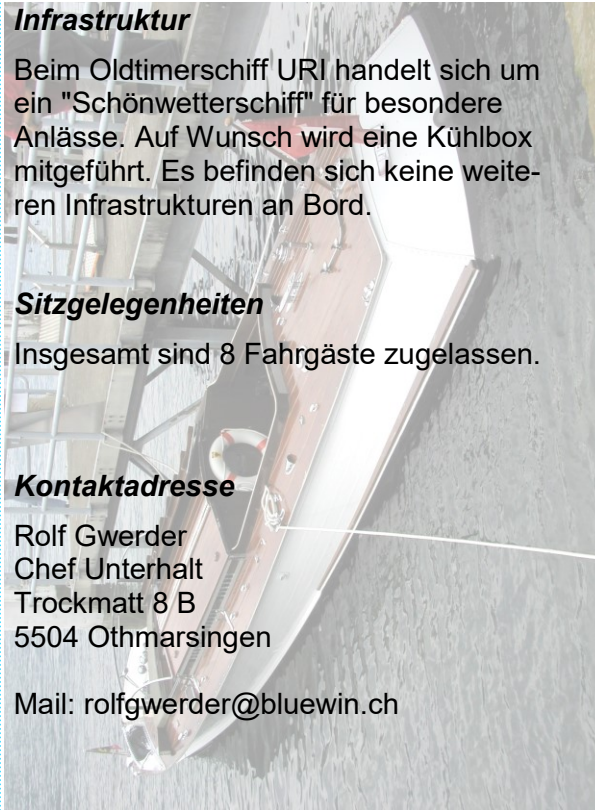 Infrastruktur
Beim Oldtimerschiff URI handelt sich um
ein "Schönwetterschiff" für besondere
Anlässe. Auf Wunsch wird eine Kühlbox
mitgeführt. Es befinden sich keine weite-
ren Infrastrukturen an Bord.
Sitzgelegenheiten
Insgesamt sind 8 Fahrgäste zugelassen.
Kontaktadresse
Rolf Gwerder
Chef Unterhalt
Trockmatt 8 B
5504 Othmarsingen
Mail: rolfgwerder@bluewin.ch